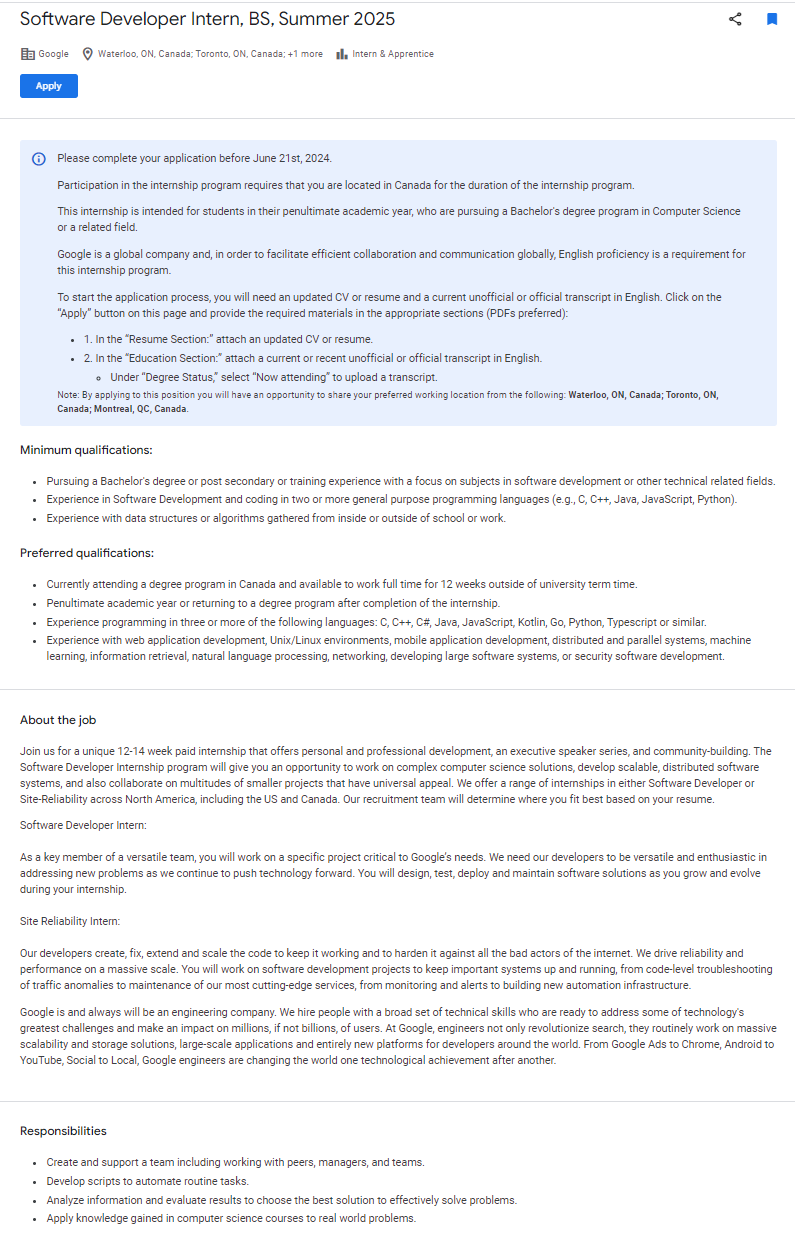 Software Developer Intern, BS, Summer 2025
Google Waterloo, ON, Canada; Toronto, ON, Canada; +1 more Intern & Apprentice
Apply
Please complete your application before June 21st, 2024.
Participation in the internship program requires that you are located in Canada for the duration of the internship program.
This internship is intended for students in their penultimate academic year, who are pursuing a Bachelor's degree program in Computer Science
or a related field.
Google is a global company and, in order to facilitate efficient collaboration and communication globally, English proficiency is a requirement for
this internship program.
To start the application process, you will need an updated CV or resume and a current unofficial or official transcript in English. Click on the
“Apply” button on this page and provide the required materials in the appropriate sections (PDFs preferred):
• 1. In the “Resume Section:” attach an updated CV or resume.
• 2. In the “Education Section:” attach a current or recent unofficial or official transcript in English.
◦ Under “Degree Status,” select “Now attending” to upload a transcript.
Note: By applying to this position you will have an opportunity to share your preferred working location from the following: Waterloo, ON, Canada; Toronto, ON,
Canada; Montreal, QC, Canada.
Minimum qualifications:
• Pursuing a Bachelor's degree or post secondary or training experience with a focus on subjects in software development or other technical related fields.
• Experience in Software Development and coding in two or more general purpose programming languages (e.g., C, C++, Java, JavaScript, Python).
• Experience with data structures or algorithms gathered from inside or outside of school or work.
Preferred qualifications:
• Currently attending a degree program in Canada and available to work full time for 12 weeks outside of university term time.
• Penultimate academic year or returning to a degree program after completion of the internship.
• Experience programming in three or more of the following languages: C, C++, C#, Java, JavaScript, Kotlin, Go, Python, Typescript or similar.
• Experience with web application development, Unix/Linux environments, mobile application development, distributed and parallel systems, machine
learning, information retrieval, natural language processing, networking, developing large software systems, or security software development.
About the job
Join us for a unique 12-14 week paid internship that offers personal and professional development, an executive speaker series, and community-building. The
Software Developer Internship program will give you an opportunity to work on complex computer science solutions, develop scalable, distributed software
systems, and also collaborate on multitudes of smaller projects that have universal appeal. We offer a range of internships in either Software Developer or
Site-Reliability across North America, including the US and Canada. Our recruitment team will determine where you fit best based on your resume.
Software Developer Intern:
As a key member of a versatile team, you will work on a specific project critical to Google's needs. We need our developers to be versatile and enthusiastic in
addressing new problems as we continue to push technology forward. You will design, test, deploy and maintain software solutions as you grow and evolve
during your internship.
Site Reliability Intern:
Our developers create, fix, extend and scale the code to keep it working and to harden it against all the bad actors of the internet. We drive reliability and
performance on a massive scale. You will work on software development projects to keep important systems up and running, from code-level troubleshooting
of traffic anomalies to maintenance of our most cutting-edge services, from monitoring and alerts to building new automation infrastructure.
Google is and always will be an engineering company. We hire people with a broad set of technical skills who are ready to address some of technology's
greatest challenges and make an impact on millions, if not billions, of users. At Google, engineers not only revolutionize search, they routinely work on massive
scalability and storage solutions, large-scale applications and entirely new platforms for developers around the world. From Google Ads to Chrome, Android to
YouTube, Social to Local, Google engineers are changing the world one technological achievement after another.
Responsibilities
• Create and support a team including working with peers, managers, and teams.
• Develop scripts to automate routine tasks.
• Analyze information and evaluate results to choose the best solution to effectively solve problems.
• Apply knowledge gained in computer science courses to real world problems.